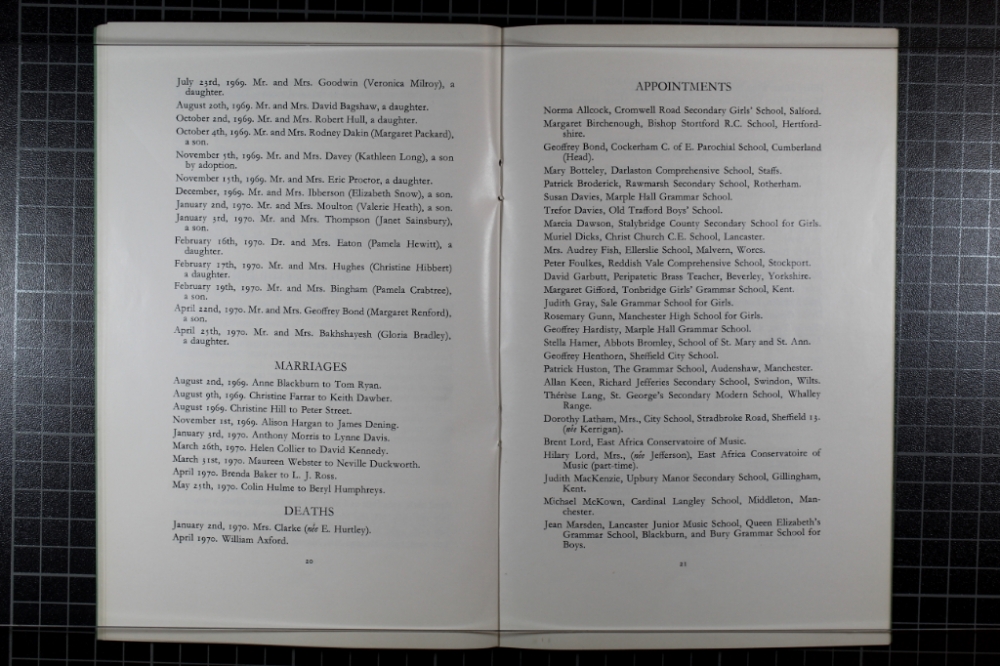 July 23rd, 1969. Mr. and Mrs. Goodwin (Veronica Milroy), a
daughter.
August 20th, 1969. Mr. and Mrs. David Bagshaw, a daughter.
October 2nd, 1969. Mr. and Mrs. Robert Hull, a daughter.
October 4th, 1969. Mr. and Mrs. Rodney Dakin (Margaret Packard),
a son.
November 5th, 1969. Mr. and Mrs. Davey (Kathleen Long), a son
by adoption.
November 15th, 1969. Mr. and Mrs. Eric Proctor, a daughter.
December, 1969. Mr. and Mrs. Ibberson (Elizabeth Snow), a son.
January 2nd, 1970. Mr. and Mrs. Moulton (Valerie Heath), a son.
January 3rd, 1970. Mr. and Mrs. Thompson (Janet Sainsbury),
a son.
February 16th, 1970. Dr. and Mrs. Eaton (Pamela Hewitt), a
daughter.
February 17th, 1970. Mr. and Mrs. Hughes (Christine Hibbert)
a daughter.
February 19th, 1970. Mr. and Mrs. Bingham (Pamela Crabtree),
a son.
April 22nd, 1970. Mr. and Mrs. Geoffrey Bond (Margaret Renford),
a son.
April 25th, 1970. Mr. and Mrs. Bakhshayesh (Gloria Bradley),
a daughter.
MARRIAGES
August 2nd, 1969. Anne Blackburn to Tom Ryan.
August 9th, 1969. Christine Farrar to Keith Dawber.
August 1969. Christine Hill to Peter Street.
November 1st, 1969. Alison Hargan to James Dening.
January 3rd, 1970. Anthony Morris to Lynne Davis.
March 26th, 1970. Helen Collier to David Kennedy.
March 31st, 1970. Maureen Webster to Neville Duckworth.
April 1970. Brenda Baker to L. J. Ross.
May 25th, 1970. Colin Hulme to Beryl Humphreys.
DEATHS
January 2nd, 1970. Mrs. Clarke (née E. Hurtley).
April 1970. William Axford.
20
APPOINTMENTS
Norma Allcock, Cromwell Road Secondary Girls' School, Salford.
Margaret Birchenough, Bishop Stortford R.C. School, Hertford-
shire.
Geoffrey Bond, Cockerham C. of E. Parochial School, Cumberland
(Head).
Mary Botteley, Darlaston Comprehensive School, Staffs.
Patrick Broderick, Rawmarsh Secondary School, Rotherham.
Susan Davies, Marple Hall Grammar School.
Trefor Davies, Old Trafford Boys' School.
Marcia Dawson, Stalybridge County Secondary School for Girls.
Muriel Dicks, Christ Church C.E. School, Lancaster.
Mrs. Audrey Fish, Ellerslie School, Malvern, Worcs.
Peter Foulkes, Reddish Vale Comprehensive School, Stockport.
David Garbutt, Peripatetic Brass Teacher, Beverley, Yorkshire.
Margaret Gifford, Tonbridge Girls' Grammar School, Kent.
Judith Gray, Sale Grammar School for Girls.
Rosemary Gunn, Manchester High School for Girls.
Geoffrey Hardisty, Marple Hall Grammar School.
Stella Hamer, Abbots Bromley, School of St. Mary and St. Ann.
Geoffrey Henthorn, Sheffield City School.
Patrick Huston, The Grammar School, Audenshaw, Manchester.
Allan Keen, Richard Jefferies Secondary School, Swindon, Wilts.
Thérèse Lang, St. George's Secondary Modern School, Whalley
Range.
Dorothy Latham, Mrs., City School, Stradbroke Road, Sheffield 13.
(née Kerrigan).
Brent Lord, East Africa Conservatoire of Music.
Hilary Lord, Mrs., (née Jefferson), East Africa Conservatoire of
Music (part-time).
Judith MacKenzie, Upbury Manor Secondary School, Gillingham,
Kent.
Michael McKown, Cardinal Langley School, Middleton, Man-
chester.
Jean Marsden, Lancaster Junior Music School, Queen Elizabeth's
Grammar School, Blackburn, and Bury Grammar School for
Boys.
21